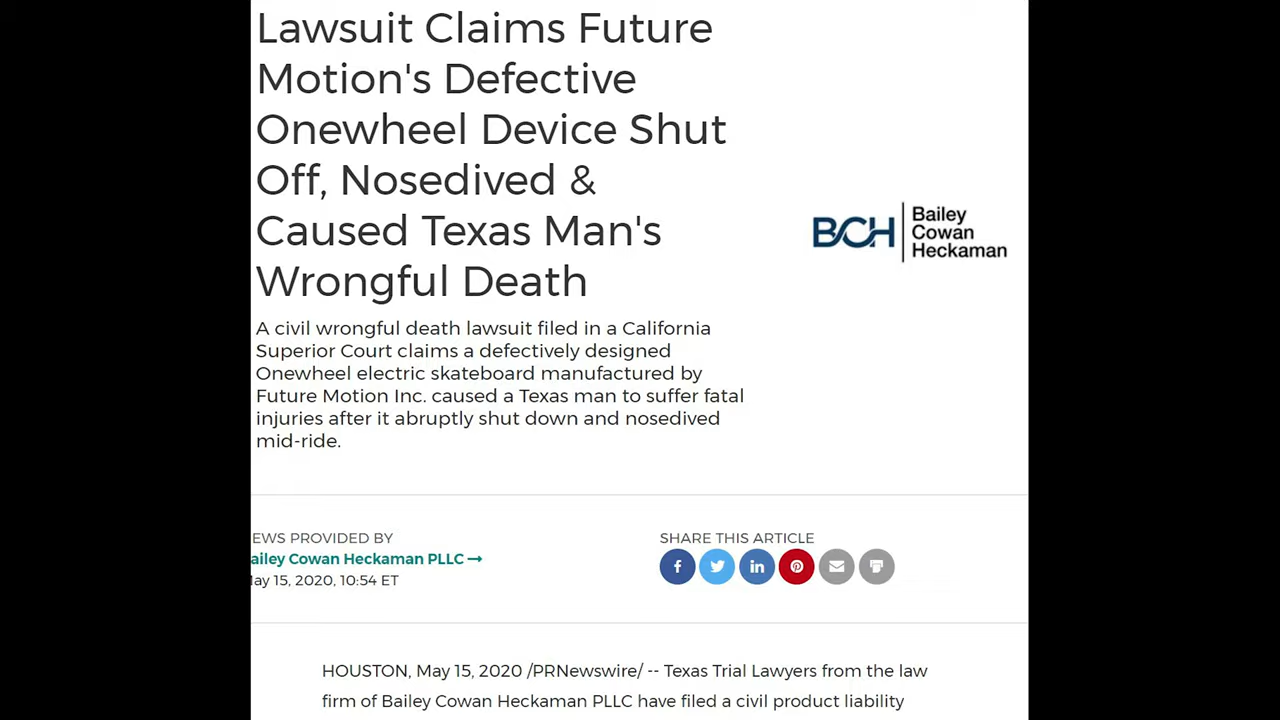 Lawsuit Claims Future
Motion's Defective
Onewheel Device Shut
Off, Nosedived &
Caused Texas Man's
Wrongful Death
BCH
Bailey
Cowan
Heckaman
A civil wrongful death lawsuit filed in a California
Superior Court claims a defectively designed
Onewheel electric skateboard manufactured by
Future Motion Inc. caused a Texas man to suffer fatal
injuries after it abruptly shut down and nosedived
mid-ride.
EWS PROVIDED BY
ailey Cowan Heckaman PLLC →
ay 15, 2020, 10:54 ET
SHARE THIS ARTICLE
HOUSTON, May 15, 2020 /PRNewswire/ -- Texas Trial Lawyers from the law
firm of Bailey Cowan Heckaman PLLC have filed a civil product liability